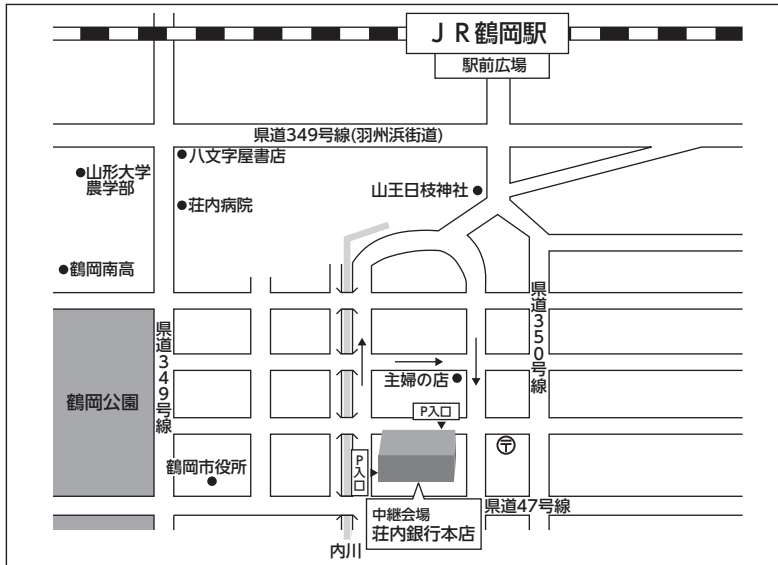 JR鶴岡駅
駅前広場
県道349号線(羽州浜街道)
八文字屋書店
山形大学
農学部
山王日枝神社
荘内病院
鶴岡南高
県道350号線
県道349号線
主婦の店
鶴岡公園
P入口
鶴岡市役所
P入口
〒
県道47号線
中継会場
荘内銀行本店
内川